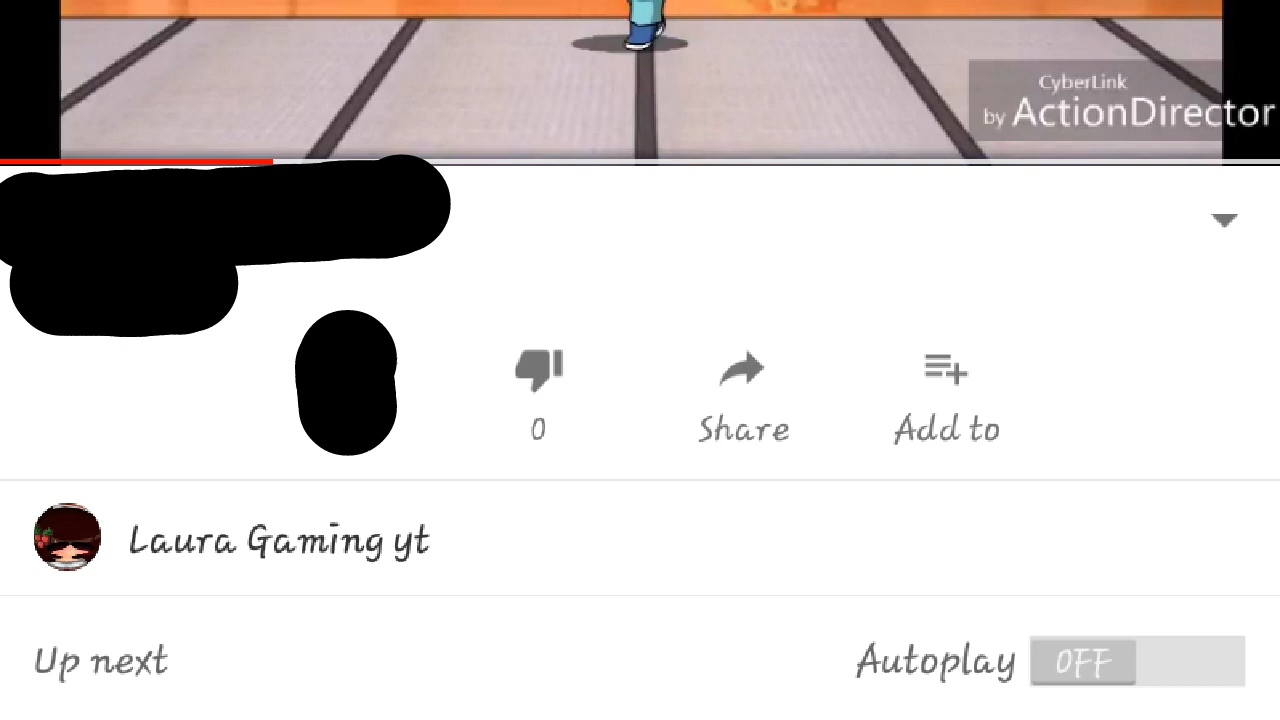 CyberLink
by ActionDirector
0
Share
Add to
Laura Gaming yt
Up next
Autoplay
OFF